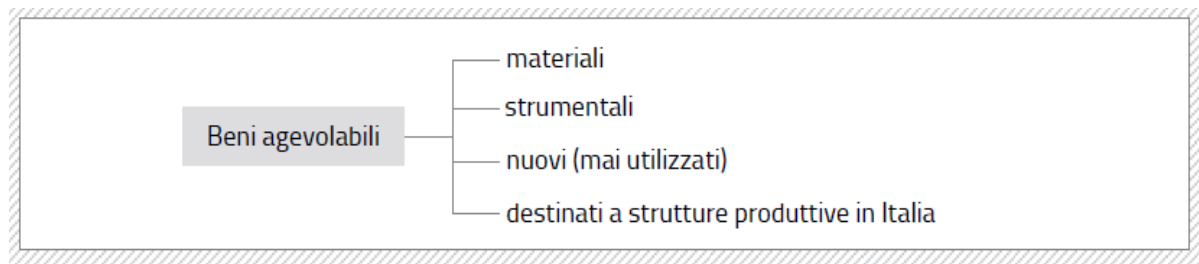 Beni agevolabili
materiali
strumentali
nuovi (mai utilizzati)
destinati a strutture produttive in Italia